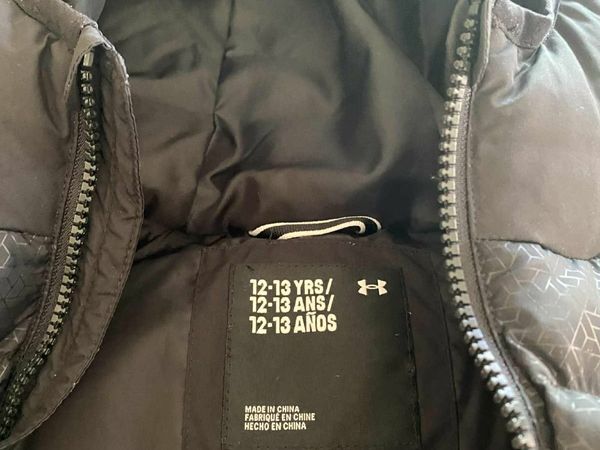 12-13 YRS/
12-13 ANS/
12-13 AÑOS
MADE IN CHINA
FABRIQUÉ EN CHINE
HECHO EN CHINA